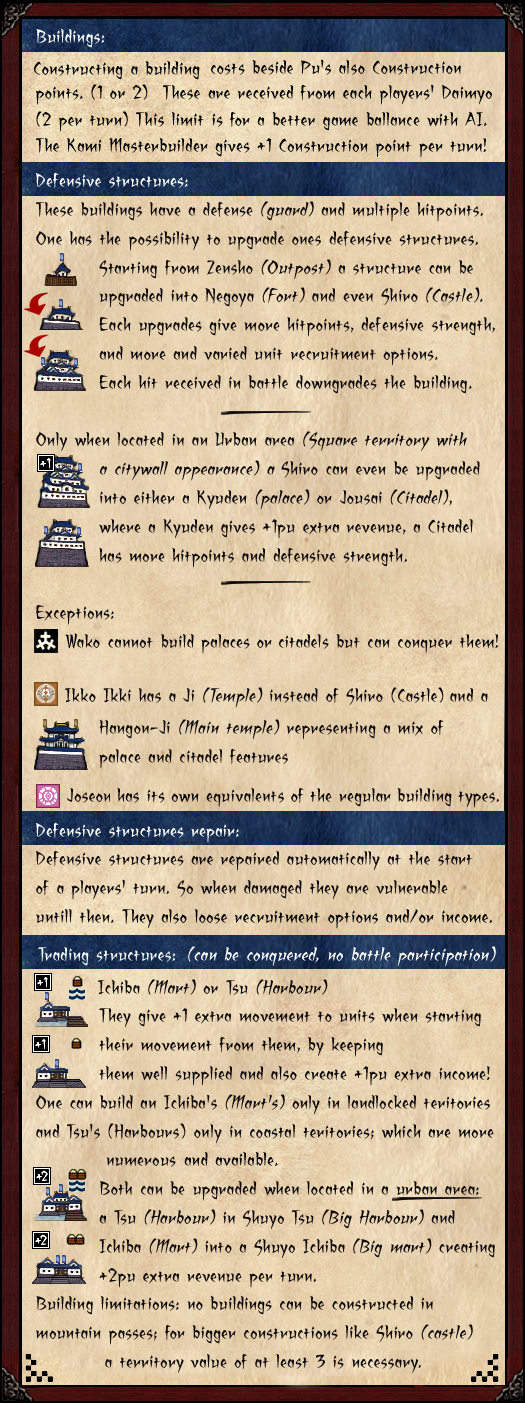 Buildings:
Constructing a building costs beside Pu's also Construction
points. (1 or 2) These are received from each players' Daimyo
(2 per turn) This limit is for a better game ballance with AI.
The Kami Masterbuilder gives +1 Construction point per turn!
Defensive structures:
These buildings have a defense (guard) and multiple hitpoints.
One has the possibility to upgrade ones defensive structures.
Starting from Zensho (Outpost) a structure can be
upgraded into Negoya (Fort) and even Shiro (Castle).
Each upgrades give more hitpoints, defensive strength,
and more and varied unit recruitment options.
Each hit received in battle downgrades the building.
Only when located in an Urban area (Square territory with
+1 a citywall appearance) a Shiro can even be upgraded
into either a Kyuden (palace) or Jousai (Citadel),
where a Kyuden gives +1pu extra revenue, a Citadel
has more hitpoints and defensive strength.
Exceptions:
Wako cannot build palaces or citadels but can conquer them!
Ikko Ikki has a Ji (Temple) instead of Shiro (Castle) and a
Hangon-Ji (Main temple) representing a mix of
palace and citadel features
Joseon has its own equivalents of the regular building types.
Defensive structures repair:
Defensive structures are repaired automatically at the start
of a players' turn. So when damaged they are vulnerable
untill then. They also loose recruitment options and/or income.
Trading structures: (can be conquered, no battle participation)
+1 Ichiba (Mart) or Tsu (Harbour)
They give +1 extra movement to units when starting
+1 their movement from them, by keeping
them well supplied and also create +1pu extra income!
One can build an Ichiba's (Mart's) only in landlocked teritories
and Tsu's (Harbours) only in coastal teritories; which are more
numerous and available.
+2 Both can be upgraded when located in a urban area:
a Tsu (Harbour) in Shuyo Tsu (Big Harbour) and
+2 Ichiba (Mart) into a Shuyo Ichiba (Big mart) creating
+2pu extra revenue per turn.
Building limitations: no buildings can be constructed in
mountain passes; for bigger constructions like Shiro (castle)
a territory value of at least 3 is necessary.